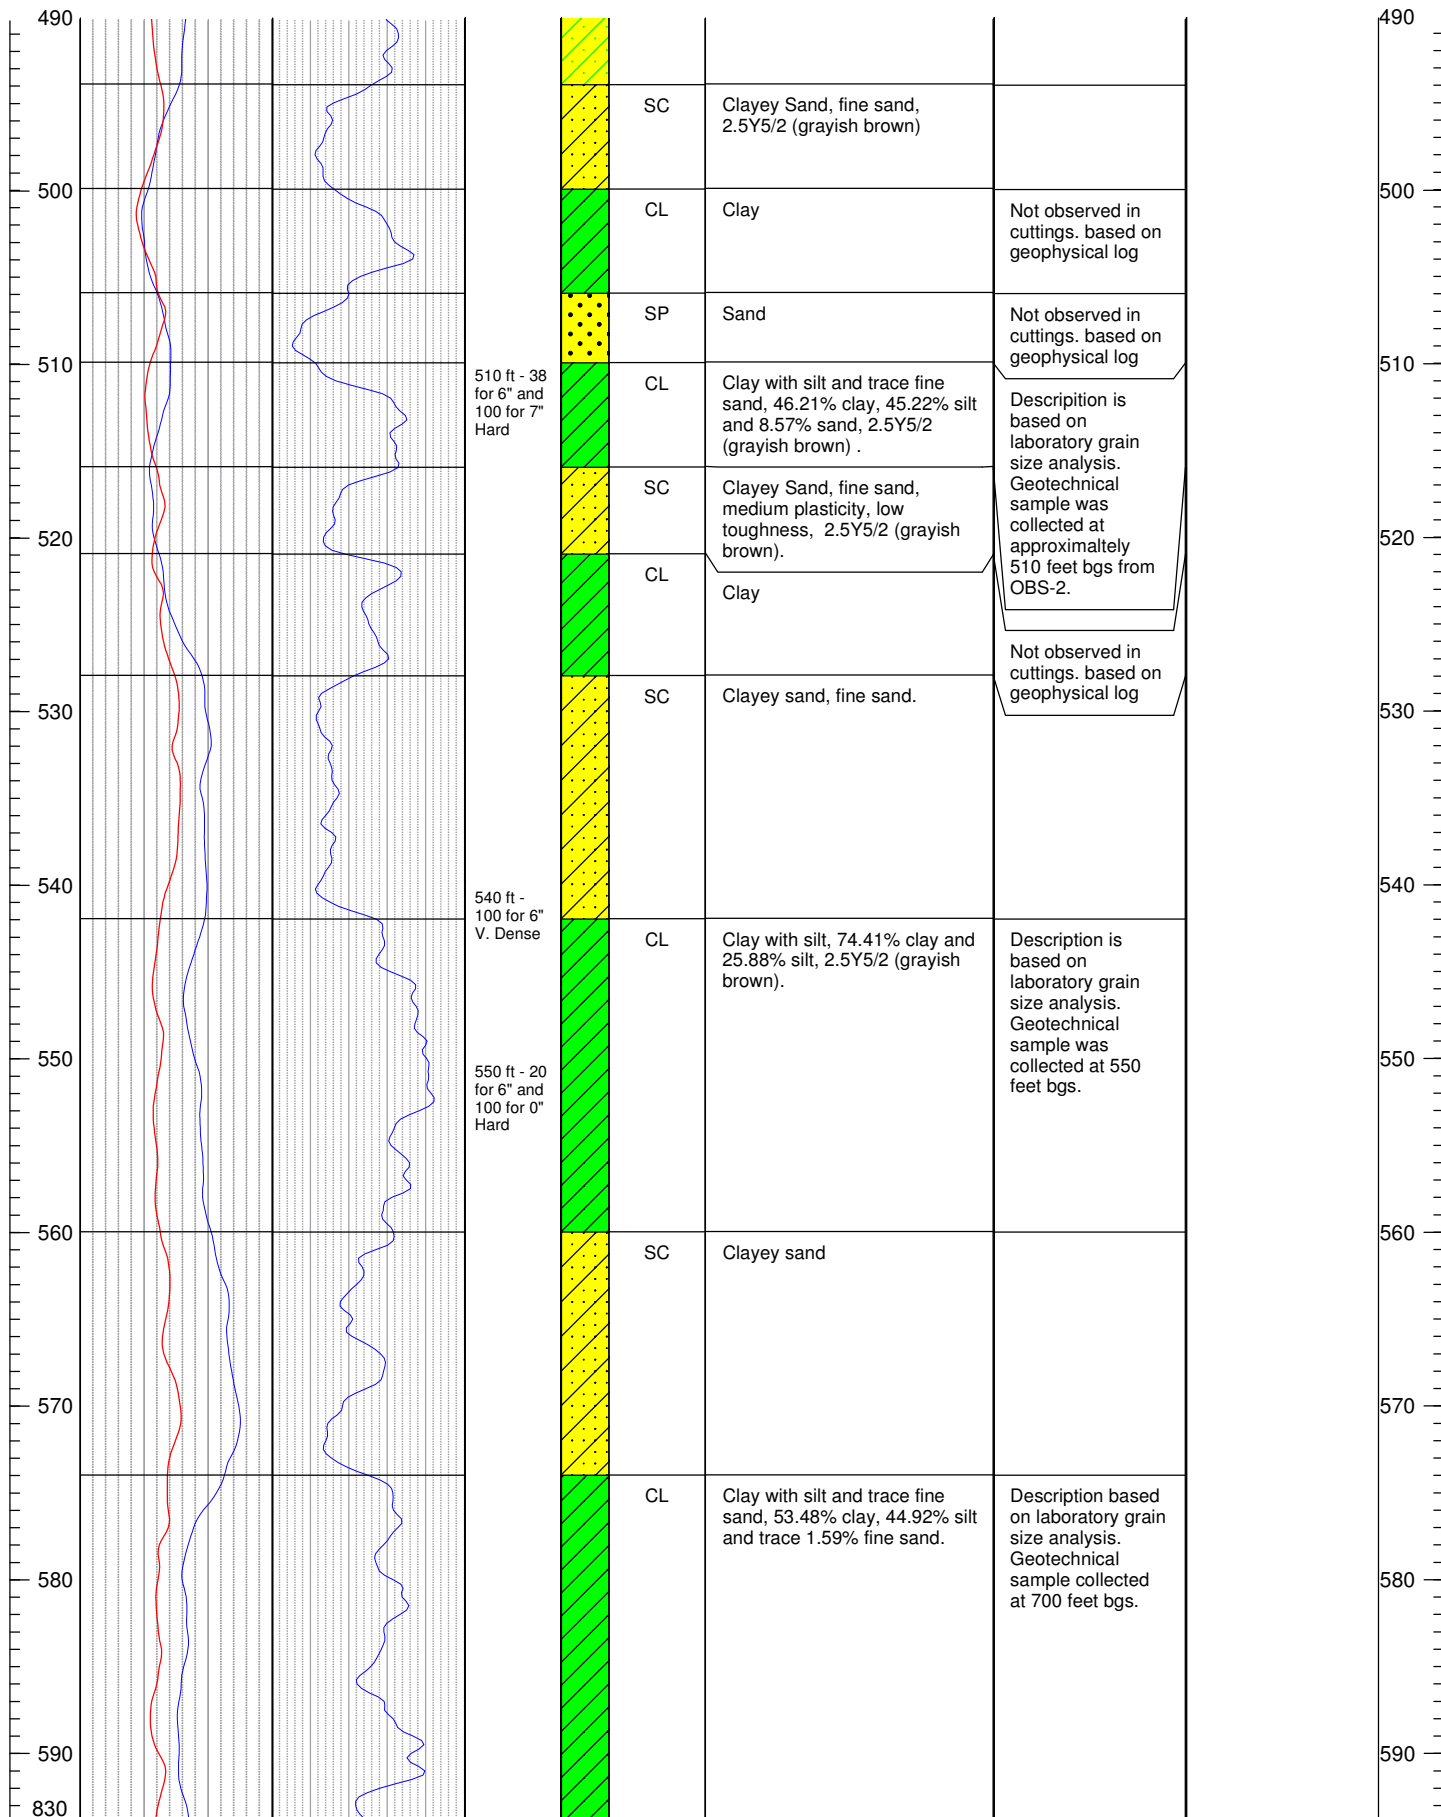 490
490
SC
Clayey Sand, fine sand,
2.5Y5/2 (grayish brown)
500
500
CL
Clay
Not observed in
cuttings. based on
geophysical log
SP
Sand
Not observed in
cuttings. based on
geophysical log
510
510
510 ft - 38
for 6" and
100 for 7"
Hard
CL
Clay with silt and trace fine
sand, 46.21% clay, 45.22% silt
and 8.57% sand, 2.5Y5/2
(grayish brown) .
Descripition is
based on
laboratory grain
size analysis.
Geotechnical
sample was
collected at
approximaltely
510 feet bgs from
OBS-2.
SC
Clayey Sand, fine sand,
medium plasticity, low
toughness,  2.5Y5/2 (grayish
brown).
520
520
CL
Clay
Not observed in
cuttings. based on
geophysical log
SC
Clayey sand, fine sand.
530
530
540
540
540 ft -
100 for 6"
V. Dense
CL
Clay with silt, 74.41% clay and
25.88% silt, 2.5Y5/2 (grayish
brown).
Description is
based on
laboratory grain
size analysis.
Geotechnical
sample was
collected at 550
feet bgs.
550
550
550 ft - 20
for 6" and
100 for 0"
Hard
560
560
SC
Clayey sand
570
570
CL
Clay with silt and trace fine
sand, 53.48% clay, 44.92% silt
and trace 1.59% fine sand.
Description based
on laboratory grain
size analysis.
Geotechnical
sample collected
at 700 feet bgs.
580
580
590
590
830